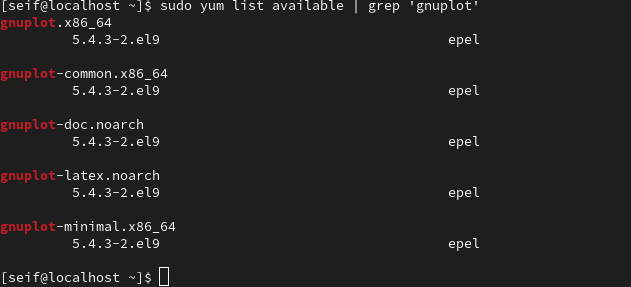 [seif@localhost ~]$ sudo yum list available | grep 'gnuplot'
gnuplot.x86_64
5.4.3-2.el9 epel
gnuplot-common.x86_64
5.4.3-2.el9 epel
gnuplot-doc.noarch
5.4.3-2.el9 epel
gnuplot-latex.noarch
5.4.3-2.el9 epel
gnuplot-minimal.x86_64
5.4.3-2.el9 epel
[seif@localhost ~]$